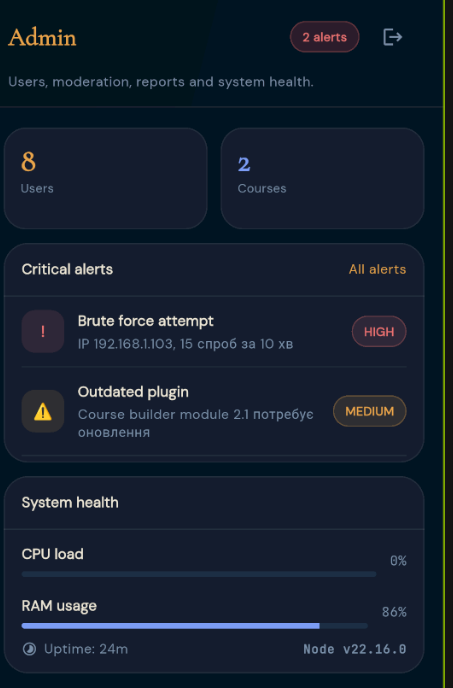 Admin
2 alerts
Users, moderation, reports and system health.
8
Users
2
Courses
Critical alerts
All alerts
!
Brute force attempt
IP 192.168.1.103, 15 спроб за 10 хв
HIGH
Outdated plugin
Course builder module 2.1 потребує
оновлення
MEDIUM
System health
CPU load
0%
RAM usage
86%
Uptime: 24m
Node v22.16.0